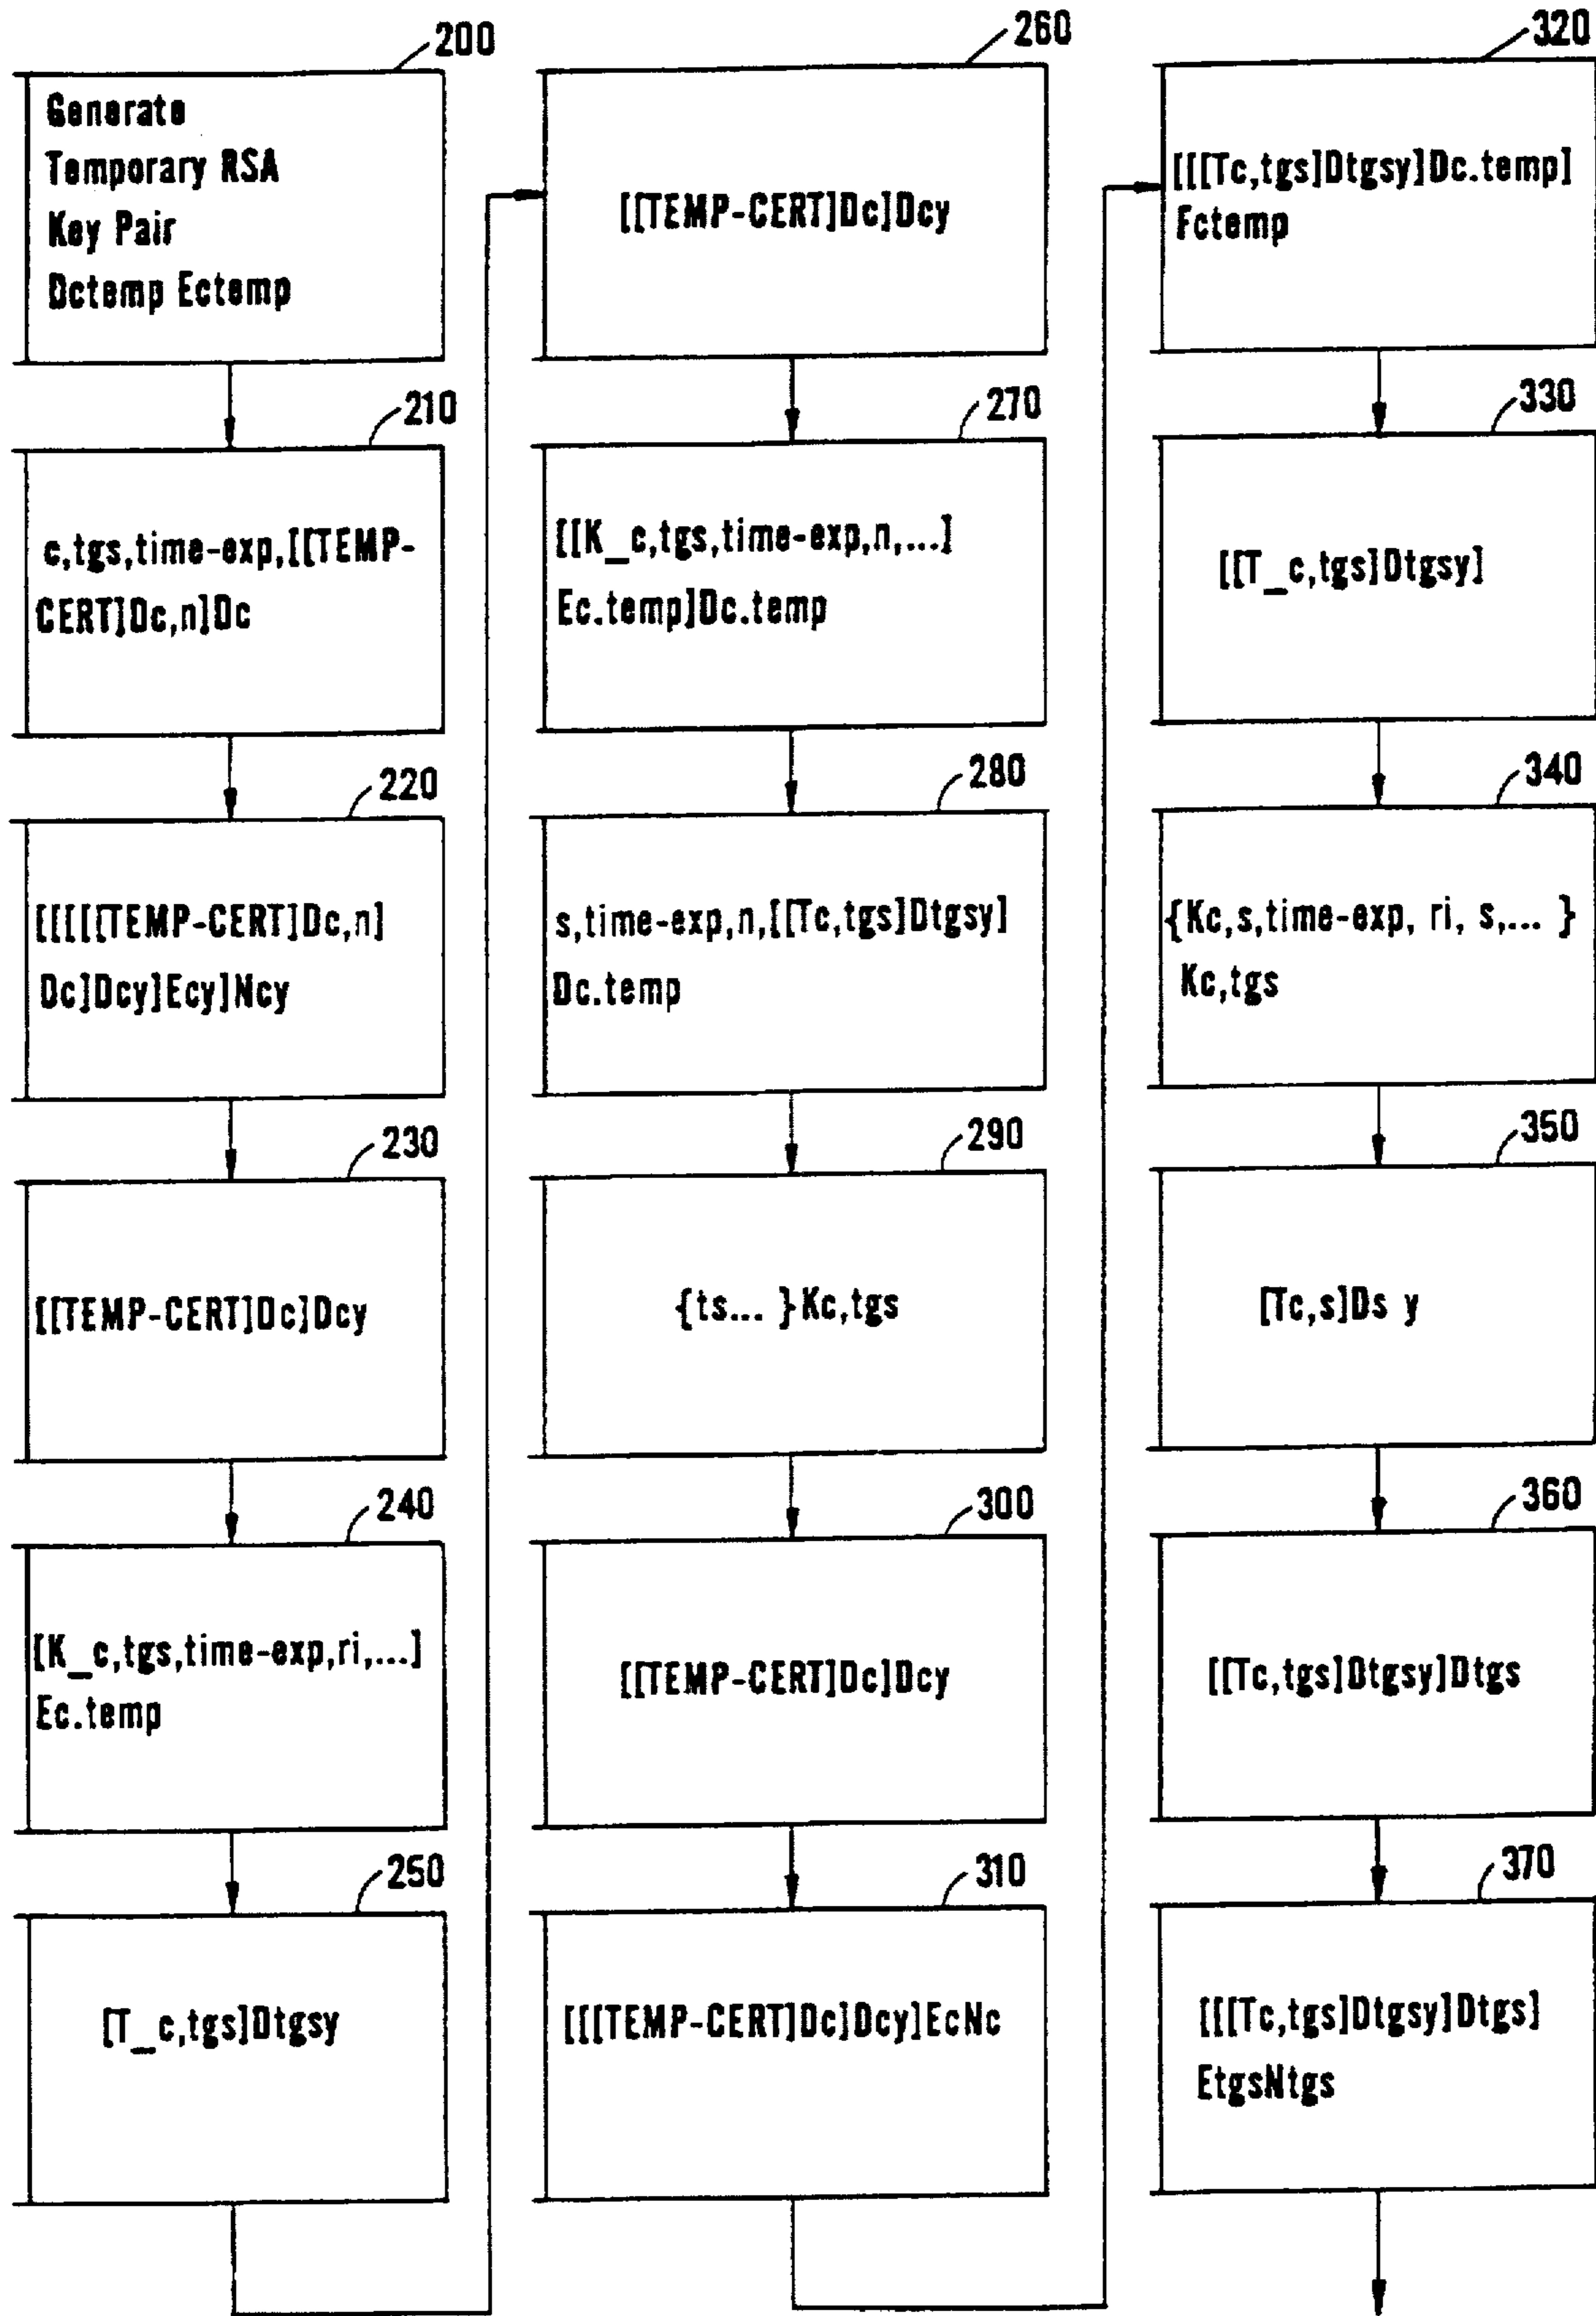 200
Generate
Temporary RSA
Key Pair
Dctemp Ectemp
210
c,tgs,time-exp,[[TEMP-
CERT]Dc,n]Dc
220
[[[[[TEMP-CERT]Dc,n]
Dc]Dcy]Ecy]Ncy
230
[[TEMP-CERT]Dc]Dcy
240
[K_c,tgs,time-exp,ri,...]
Ec.temp
250
[T_c,tgs]Dtgsy
260
[[TEMP-CERT]Dc]Dcy
270
[[K_c,tgs,time-exp,n,...]
Ec.temp]Dc.temp
280
s,time-exp,n,[[Tc,tgs]Dtgsy]
Dc.temp
290
{ts... }Kc,tgs
300
[[TEMP-CERT]Dc]Dcy
310
[[[TEMP-CERT]Dc]Dcy]EcNc
320
[[[Tc,tgs]Dtgsy]Dc.temp]
Fctemp
330
[[T_c,tgs]Dtgsy]
340
{Kc,s,time-exp, ri, s,... }
Kc,tgs
350
[Tc,s]Ds y
360
[[Tc,tgs]Dtgsy]Dtgs
370
[[[Tc,tgs]Dtgsy]Dtgs]
EtgsNtgs